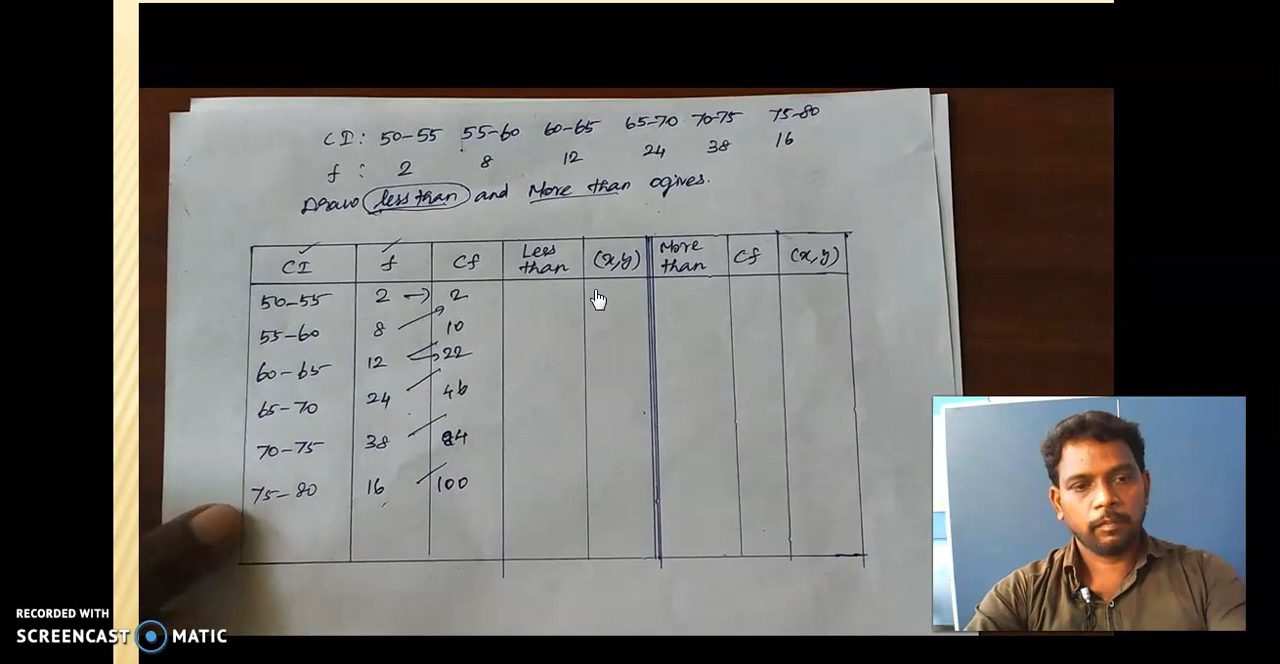 CI: 50-55 55-60 60-65 65-70 70-75 75-80
f : 2 8 12 24 38 16
Draw less than and More than ogives.
CI f Cf Less than (x,y) More than Cf (x,y)
50-55 2 2
55-60 8 10
60-65 12 22
65-70 24 46
70-75 38 84
75-80 16 100
RECORDED WITH
SCREENCAST MATIC